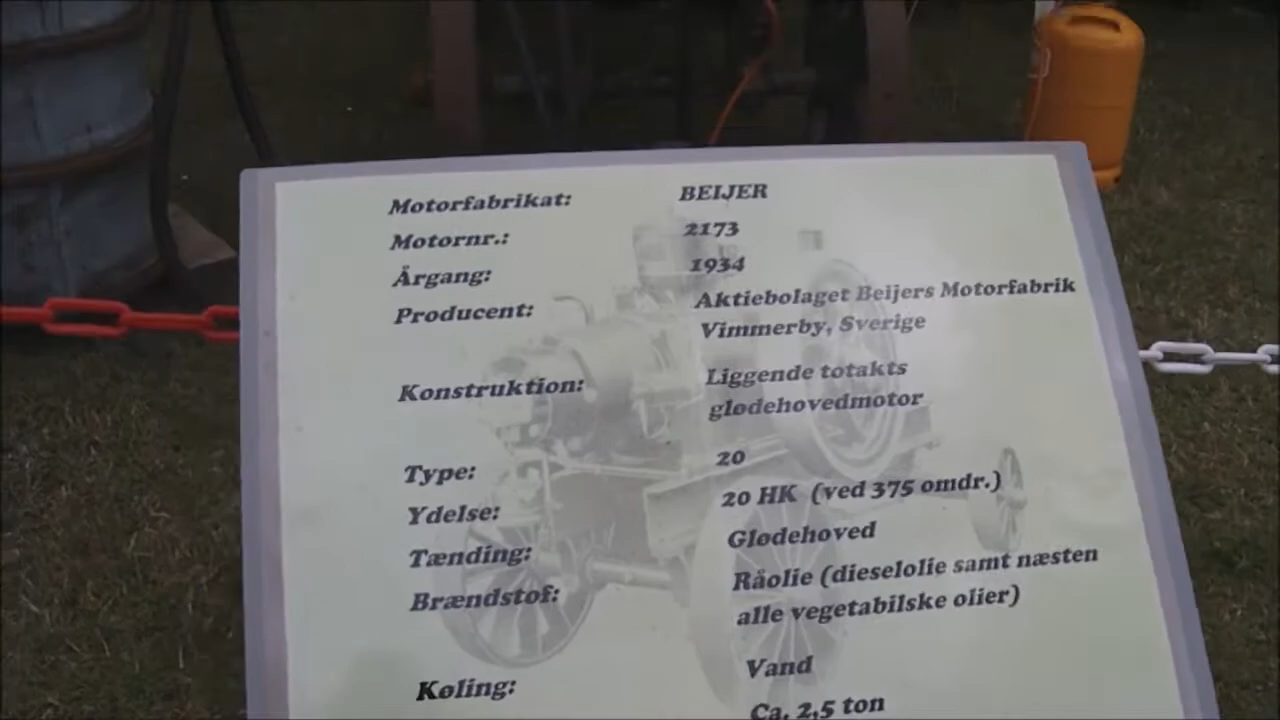 Motorfabrikat: BEIJER
Motornr.: 2173
Årgang: 1934
Producent: Aktiebolaget Beijers Motorfabrik
Vimmerby, Sverige
Konstruktion: Liggende totakts
glødehovedmotor
Type: 20
Ydelse: 20 HK (ved 375 omdr.)
Tænding: Glødehoved
Brændstof: Råolie (dieselolie samt næsten
alle vegetabilske olier)
Køling: Vand
Ca. 2,5 ton